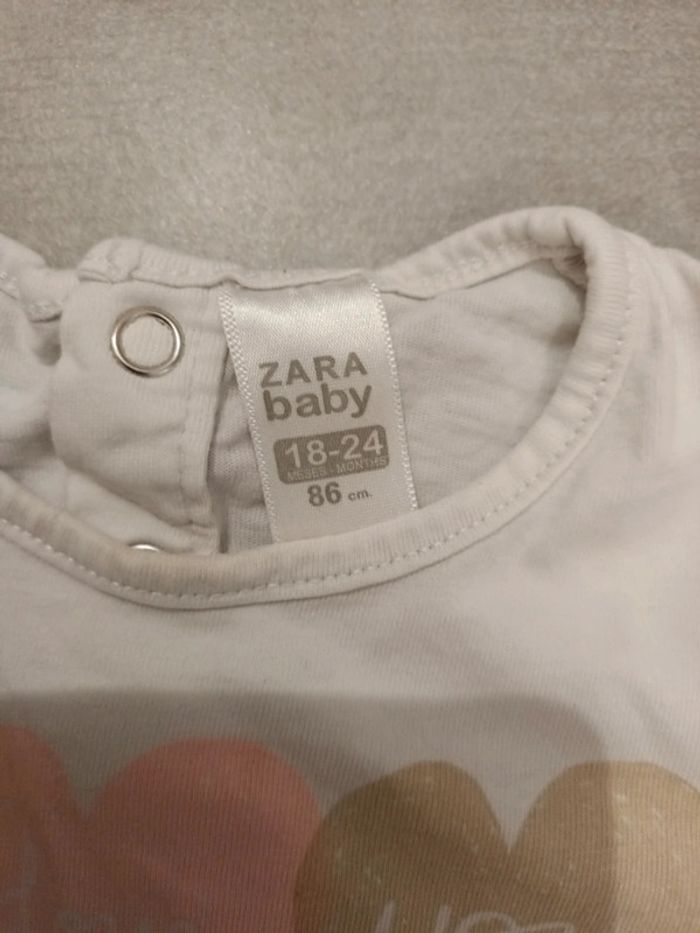 ZARA
baby
18-24
MESES - MONTHS
86 cm.